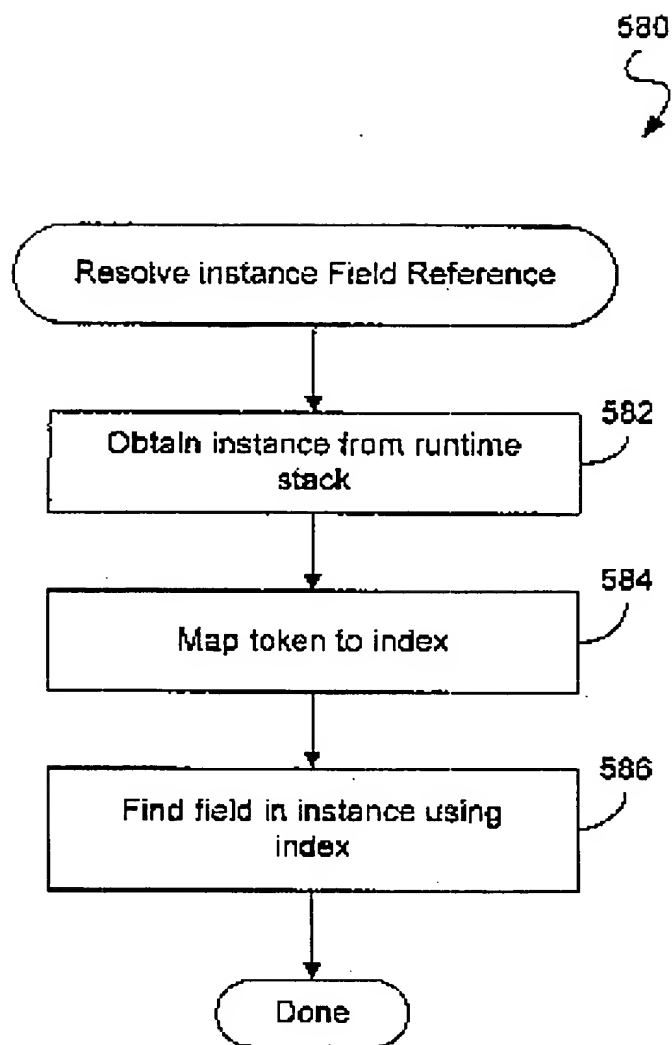 580
Resolve instance Field Reference
582
Obtain instance from runtime
stack
584
Map token to index
586
Find field in instance using
index
Done